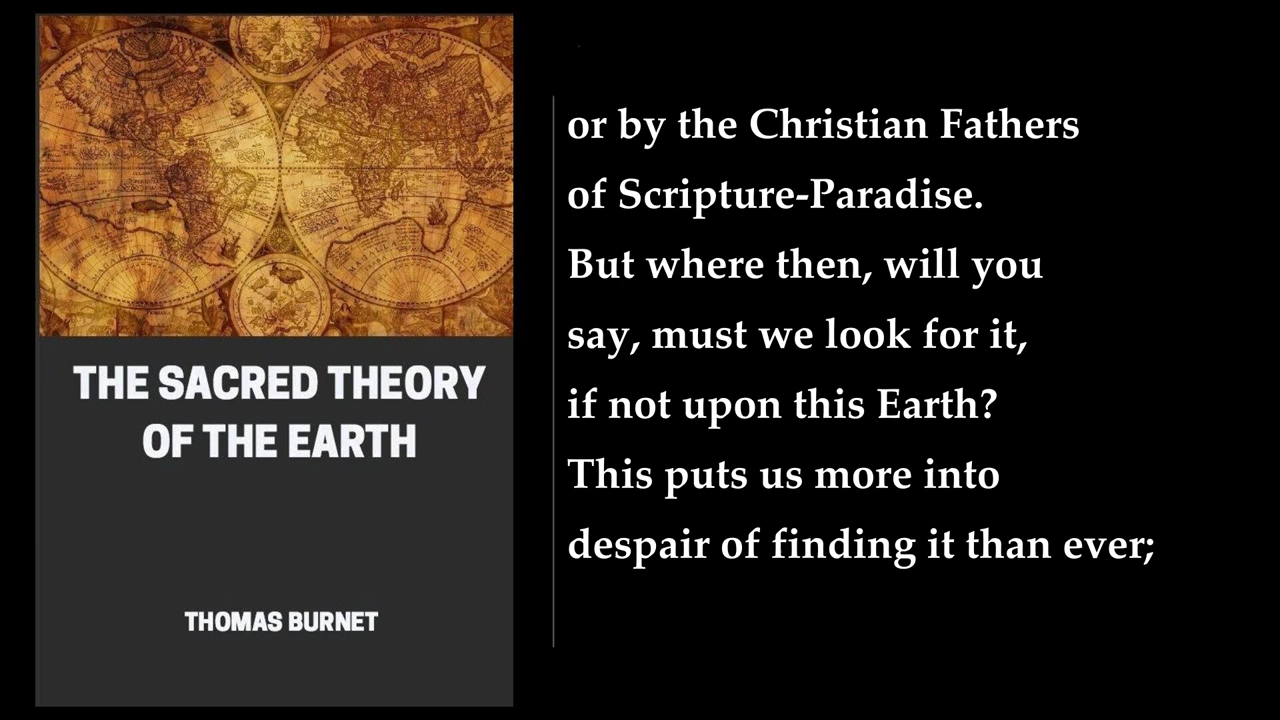 THE SACRED THEORY
OF THE EARTH
THOMAS BURNET
or by the Christian Fathers
of Scripture-Paradise.
But where then, will you
say, must we look for it,
if not upon this Earth?
This puts us more into
despair of finding it than ever;